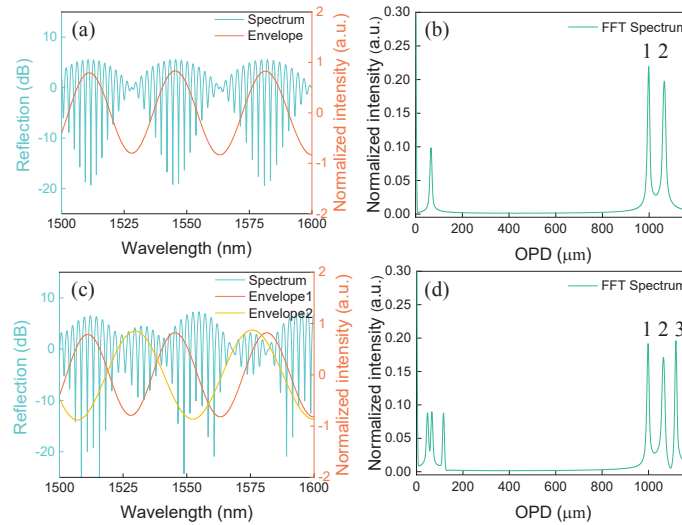 (a)
Spectrum
Envelope
10
0
-10
-20
2
1
0
-1
-2
Reflection (dB)
Normalized intensity (a.u.)
1500
1525
1550
1575
1600
Wavelength (nm)
(b)
FFT Spectrum
1 2
0.30
0.25
0.20
0.15
0.10
0.05
0.00
Normalized intensity (a.u.)
0
200
400
600
800
1000
OPD (μm)
(c)
Spectrum
Envelope1
Envelope2
10
0
-10
-20
2
1
0
-1
-2
Reflection (dB)
Normalized intensity (a.u.)
1500
1525
1550
1575
1600
Wavelength (nm)
(d)
FFT Spectrum
1 2 3
0.30
0.25
0.20
0.15
0.10
0.05
0.00
Normalized intensity (a.u.)
0
200
400
600
800
1000
OPD (μm)